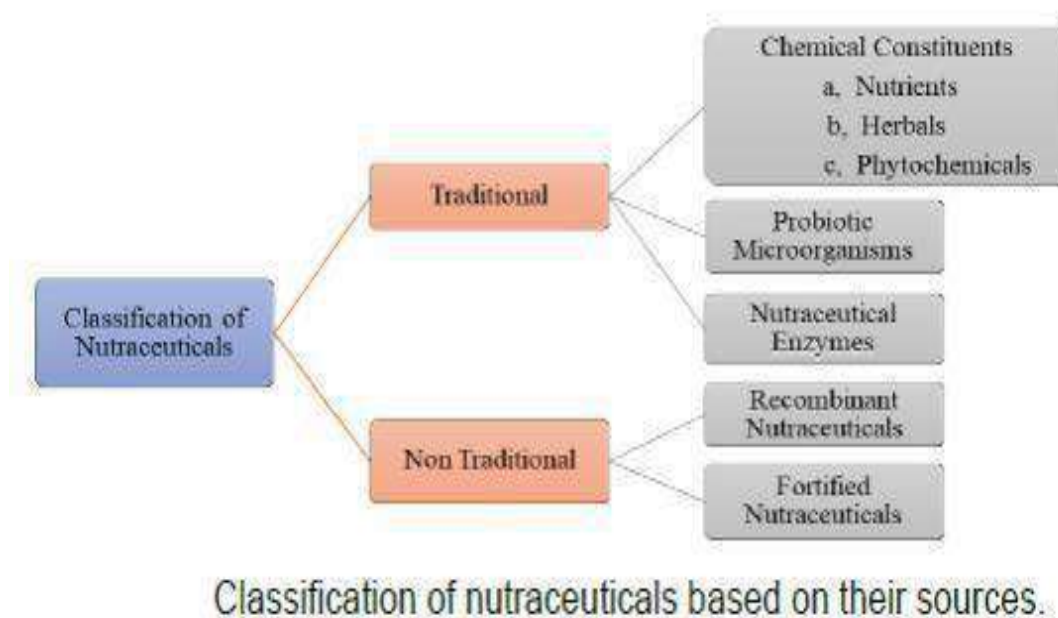 Classification of
Nutraceuticals
Traditional
Chemical Constituents
a, Nutrients
b, Herbals
c, Phytochemicals
Probiotic
Microorganisms
Nutraceutical
Enzymes
Non Traditional
Recombinant
Nutraceuticals
Fortified
Nutraceuticals
Classification of nutraceuticals based on their sources.